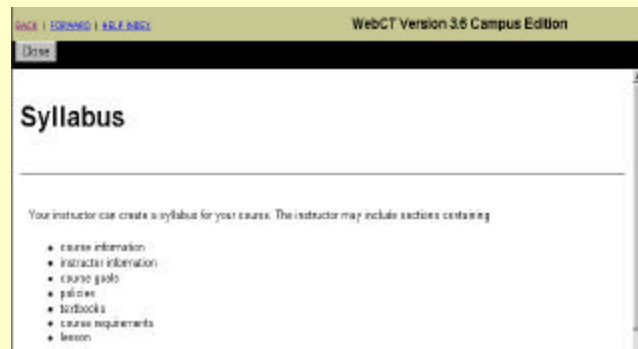 BACK | FORWARD | HELP INDEX WebCT Version 3.6 Campus Edition
Close
Syllabus
Your instructor can create a syllabus for your course. The instructor may include sections containing
course information
instructor information
course goals
policies
textbooks
course requirements
lesson